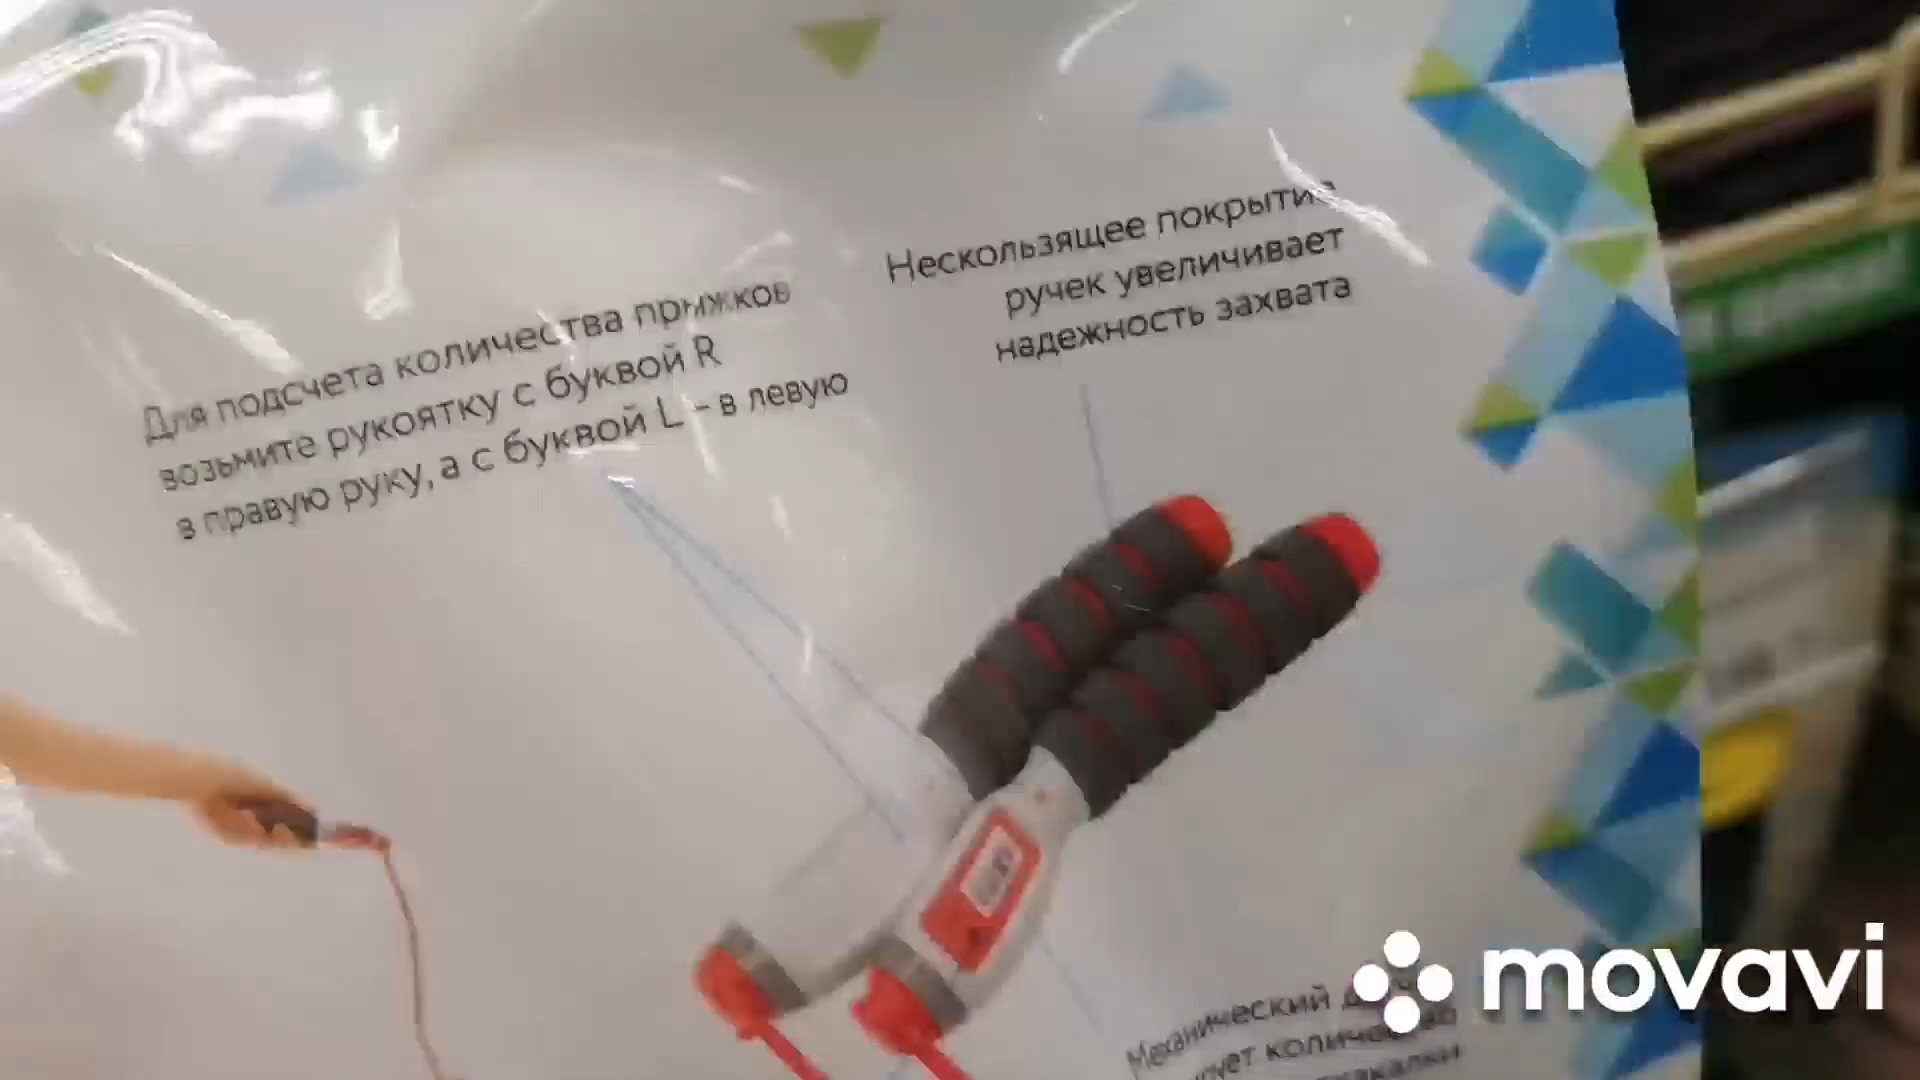 Для подсчета количества прыжков
возьмите рукоятку с буквой R
в правую руку, а с буквой L – в левую
Нескользящее покрытие
ручек увеличивает
надежность захвата
Механический
количество
movavi